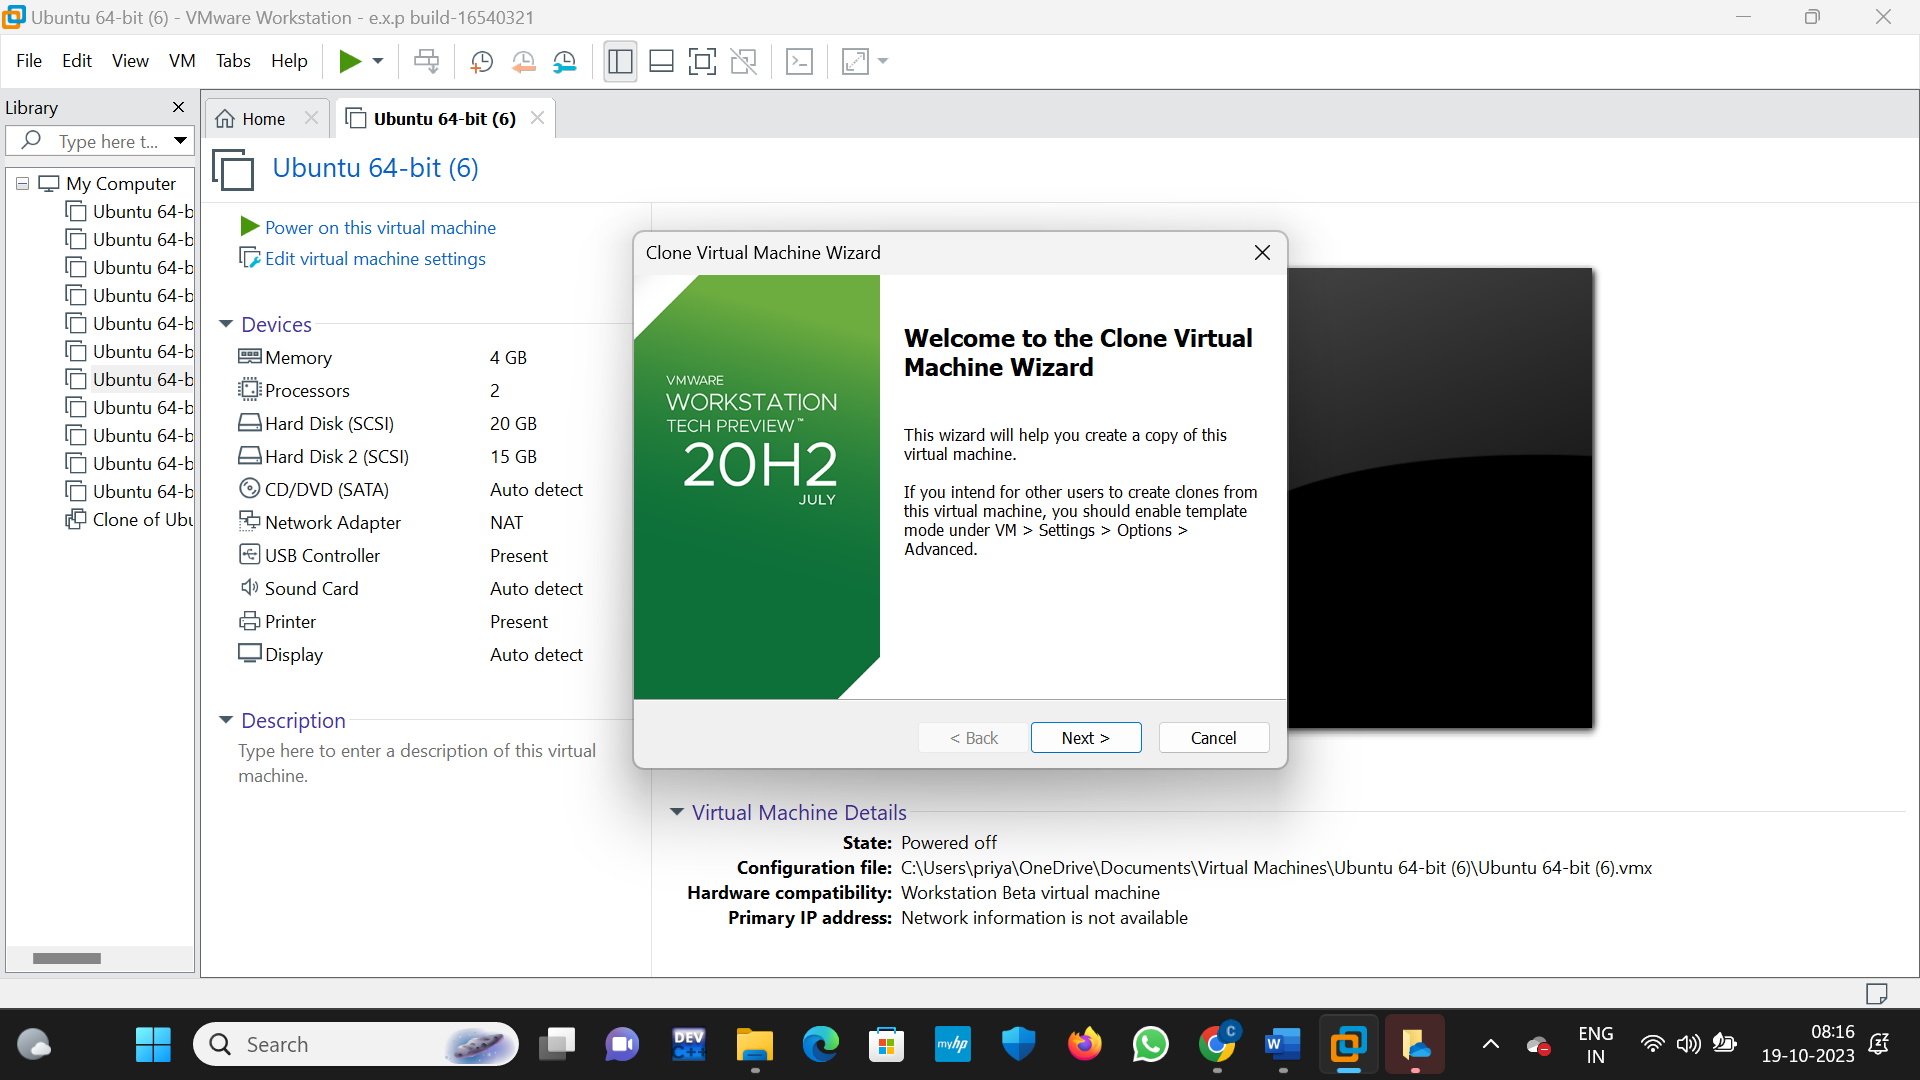 Ubuntu 64-bit (6) - VMware Workstation - e.x.p build-16540321
File Edit View VM Tabs Help
Library
Type here t...
My Computer
Ubuntu 64-b
Ubuntu 64-b
Ubuntu 64-b
Ubuntu 64-b
Ubuntu 64-b
Ubuntu 64-b
Ubuntu 64-b
Ubuntu 64-b
Ubuntu 64-b
Ubuntu 64-b
Ubuntu 64-b
Clone of Ubu
Home
Ubuntu 64-bit (6)
Ubuntu 64-bit (6)
Power on this virtual machine
Edit virtual machine settings
Devices
Memory 4 GB
Processors 2
Hard Disk (SCSI) 20 GB
Hard Disk 2 (SCSI) 15 GB
CD/DVD (SATA) Auto detect
Network Adapter NAT
USB Controller Present
Sound Card Auto detect
Printer Present
Display Auto detect
Description
Type here to enter a description of this virtual
machine.
Clone Virtual Machine Wizard
VMWARE
WORKSTATION
TECH PREVIEW™
20H2
JULY
Welcome to the Clone Virtual
Machine Wizard
This wizard will help you create a copy of this
virtual machine.
If you intend for other users to create clones from
this virtual machine, you should enable template
mode under VM > Settings > Options >
Advanced.
< Back Next > Cancel
Virtual Machine Details
State: Powered off
Configuration file: C:\Users\priya\OneDrive\Documents\Virtual Machines\Ubuntu 64-bit (6)\Ubuntu 64-bit (6).vmx
Hardware compatibility: Workstation Beta virtual machine
Primary IP address: Network information is not available
Search
DEV
C++
myhp
C
W
ENG
IN
08:16
19-10-2023